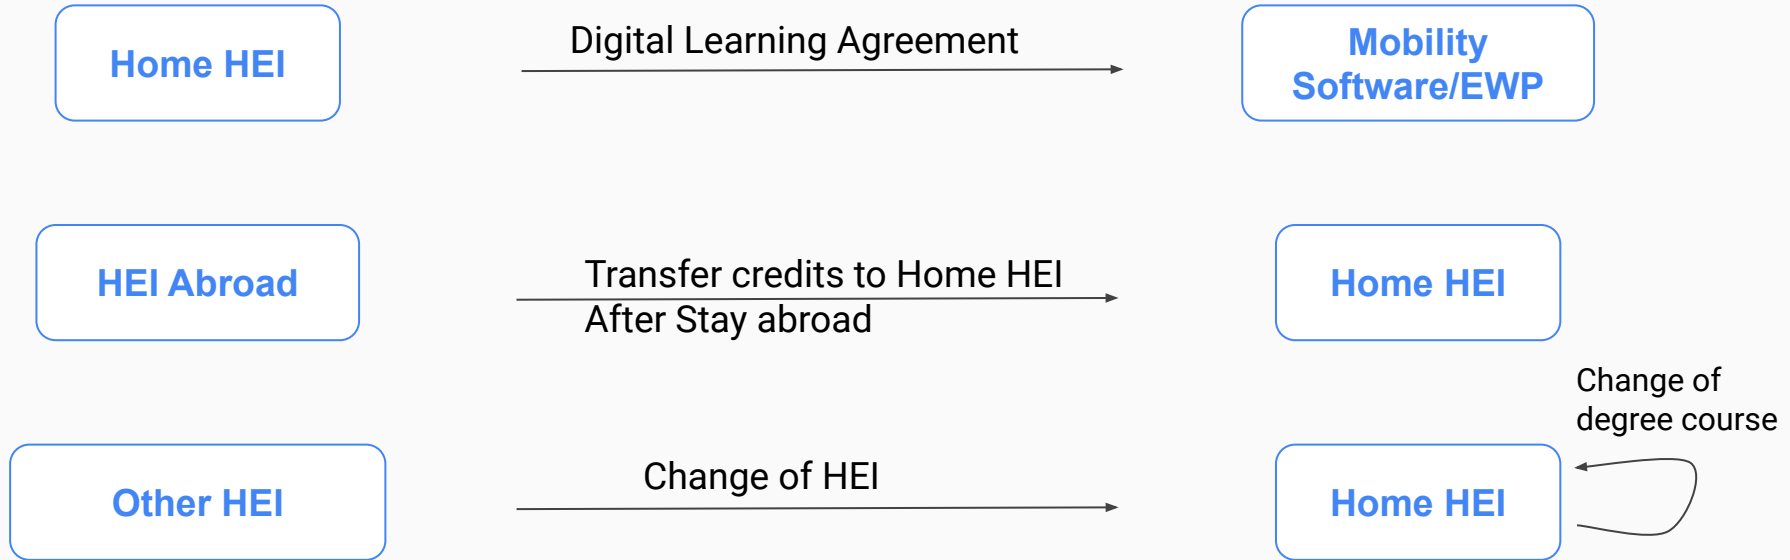 Home HEI
Digital Learning Agreement
Mobility
Software/EWP
HEI Abroad
Transfer credits to Home HEI
After Stay abroad
Home HEI
Change of
degree course
Other HEI
Change of HEI
Home HEI